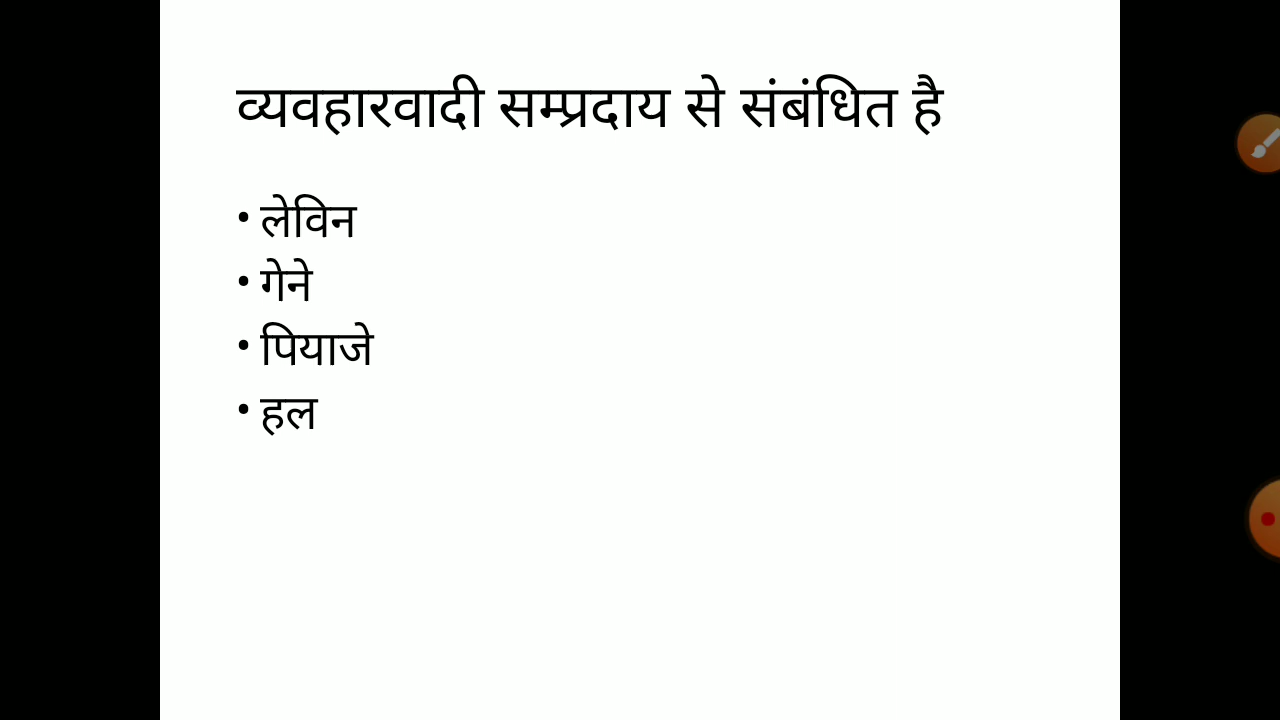 व्यवहारवादी सम्प्रदाय से संबंधित है
• लेविन
• गेने
• पियाजे
• हल